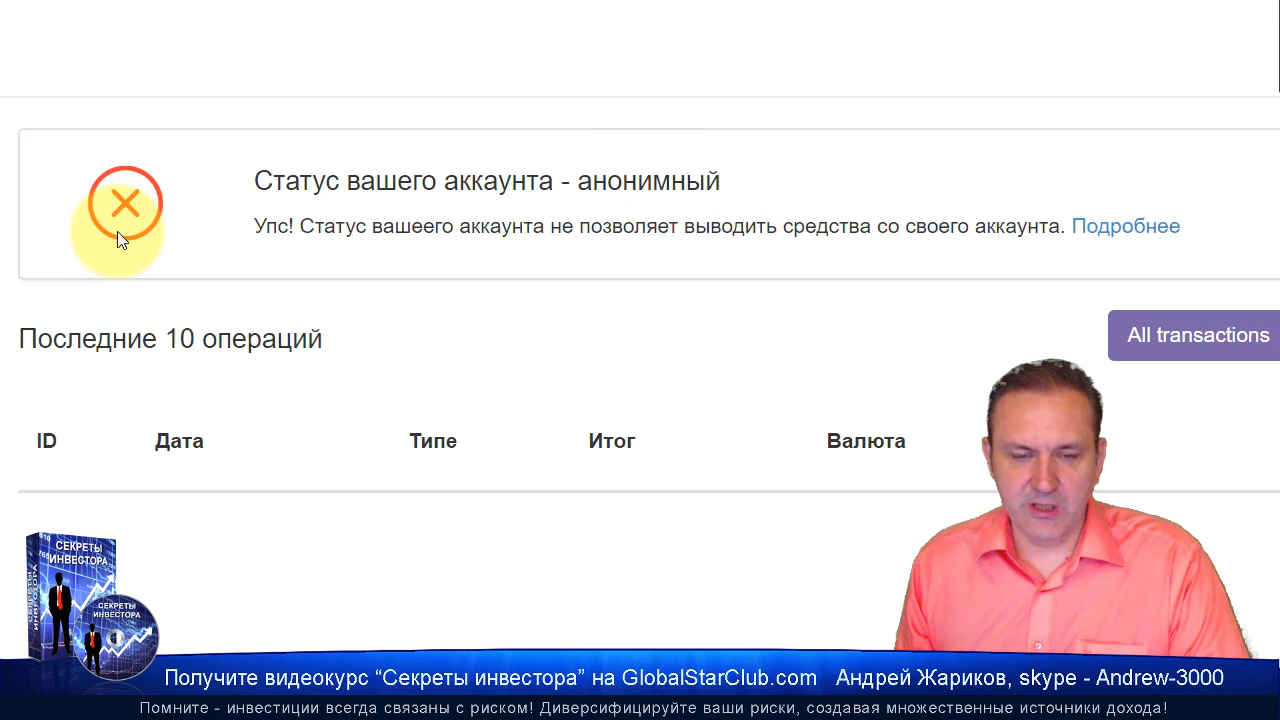 Статус вашего аккаунта - анонимный
Упс! Статус вашеего аккаунта не позволяет выводить средства со своего аккаунта. Подробнее
Последние 10 операций
All transactions
ID Дата Типе Итог Валюта
СЕКРЕТЫ
ИНВЕСТОРА
СЕКРЕТЫ
ИНВЕСТОРА
Получите видеокурс “Секреты инвестора” на GlobalStarClub.com Андрей Жариков, skype - Andrew-3000
Помните - инвестиции всегда связаны с риском! Диверсифицируйте ваши риски, создавая множественные источники дохода!